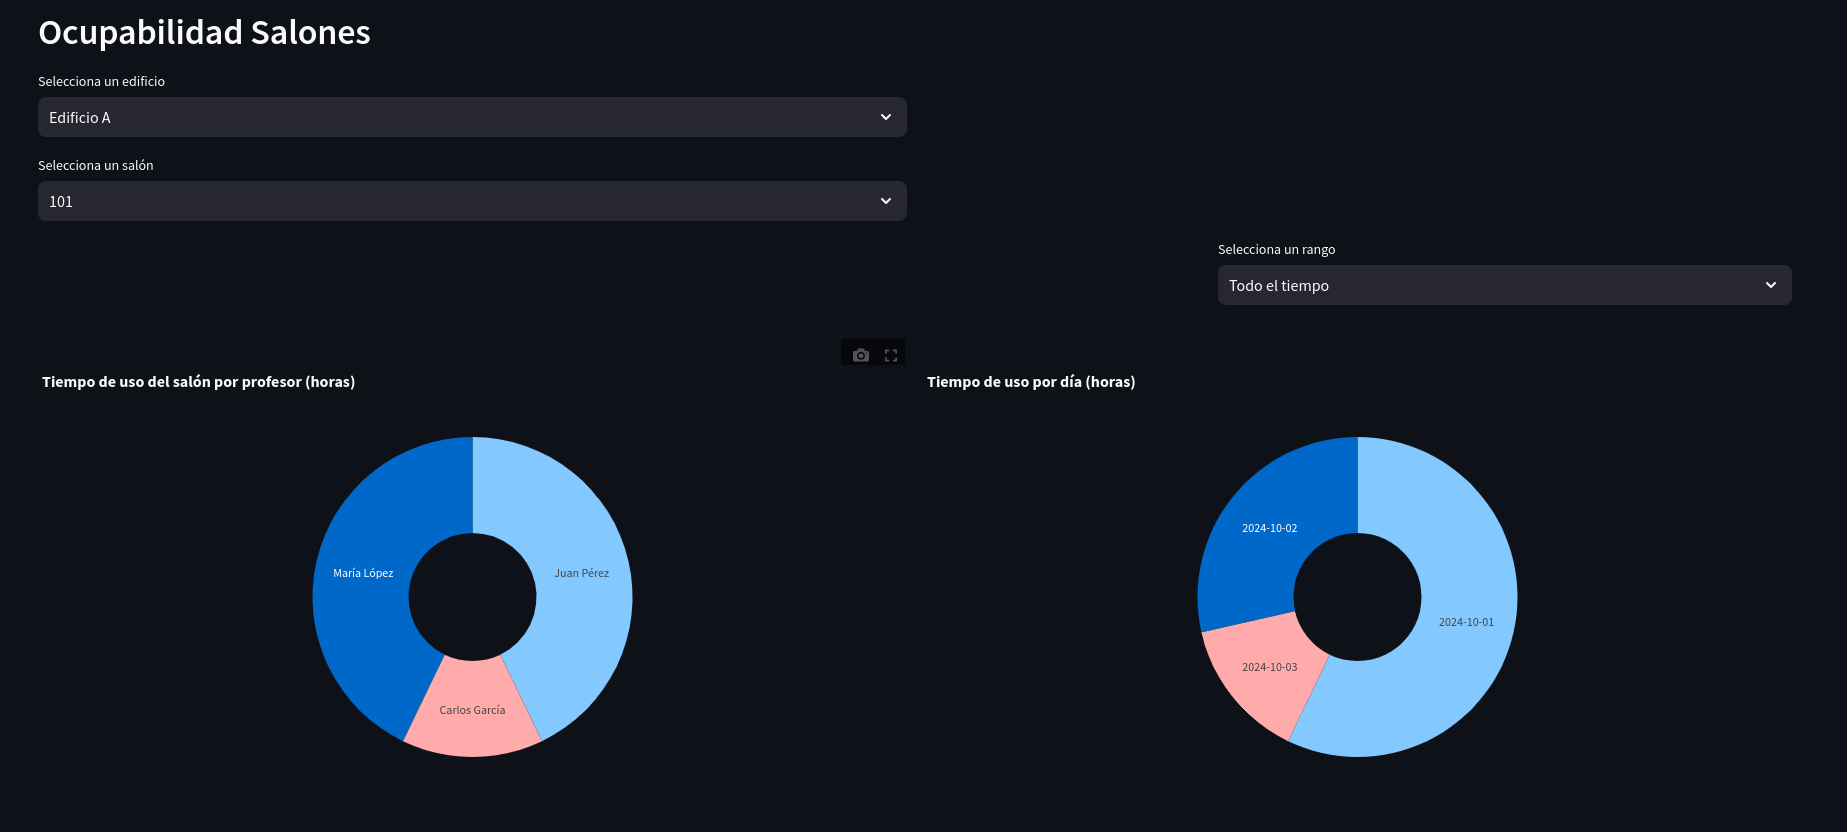 Ocupabilidad Salones
Selecciona un edificio
Edificio A
Selecciona un salón
101
Selecciona un rango
Todo el tiempo
Tiempo de uso del salón por profesor (horas)
María López
Juan Pérez
Carlos García
Tiempo de uso por día (horas)
2024-10-02
2024-10-01
2024-10-03